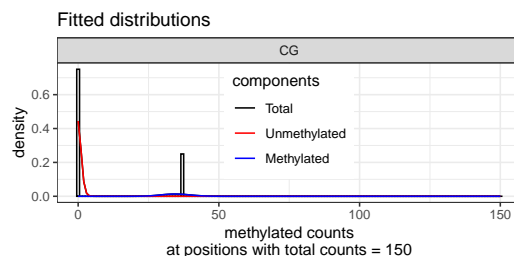 Fitted distributions
CG
components
Total
Unmethylated
Methylated
density
0.6
0.4
0.2
0.0
0
50
100
150
methylated counts
at positions with total counts = 150